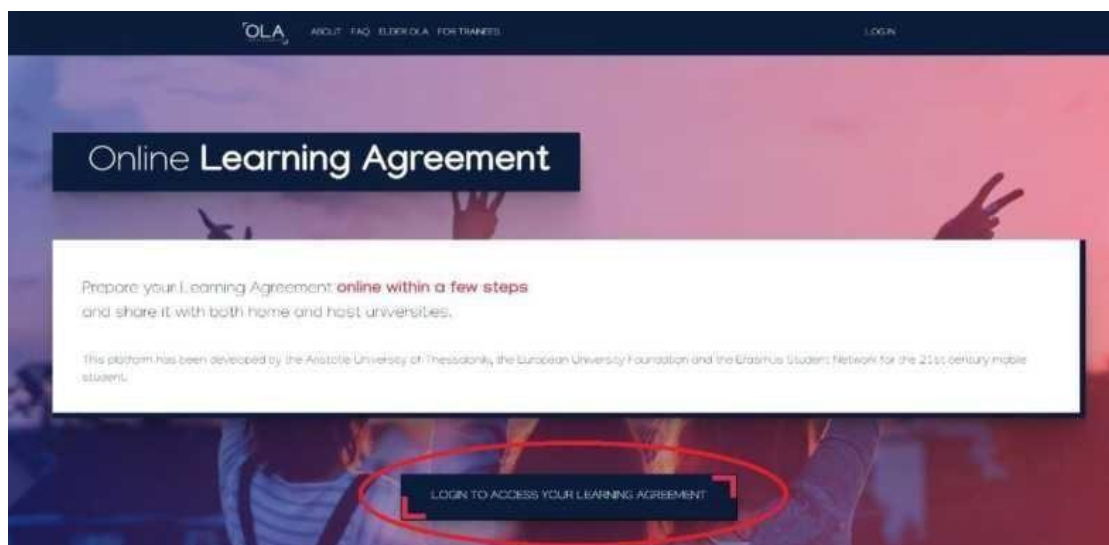 OLA ABOUT FAQ ELDER OLA FOR TRAINEES LOGIN
Online Learning Agreement
Prepare your Learning Agreement online within a few steps
and share it with both home and host universities.
This platform has been developed by the Aristotle University of Thessaloniki, the European University Foundation and the Erasmus Student Network for the 21st century mobile
student.
LOGIN TO ACCESS YOUR LEARNING AGREEMENT